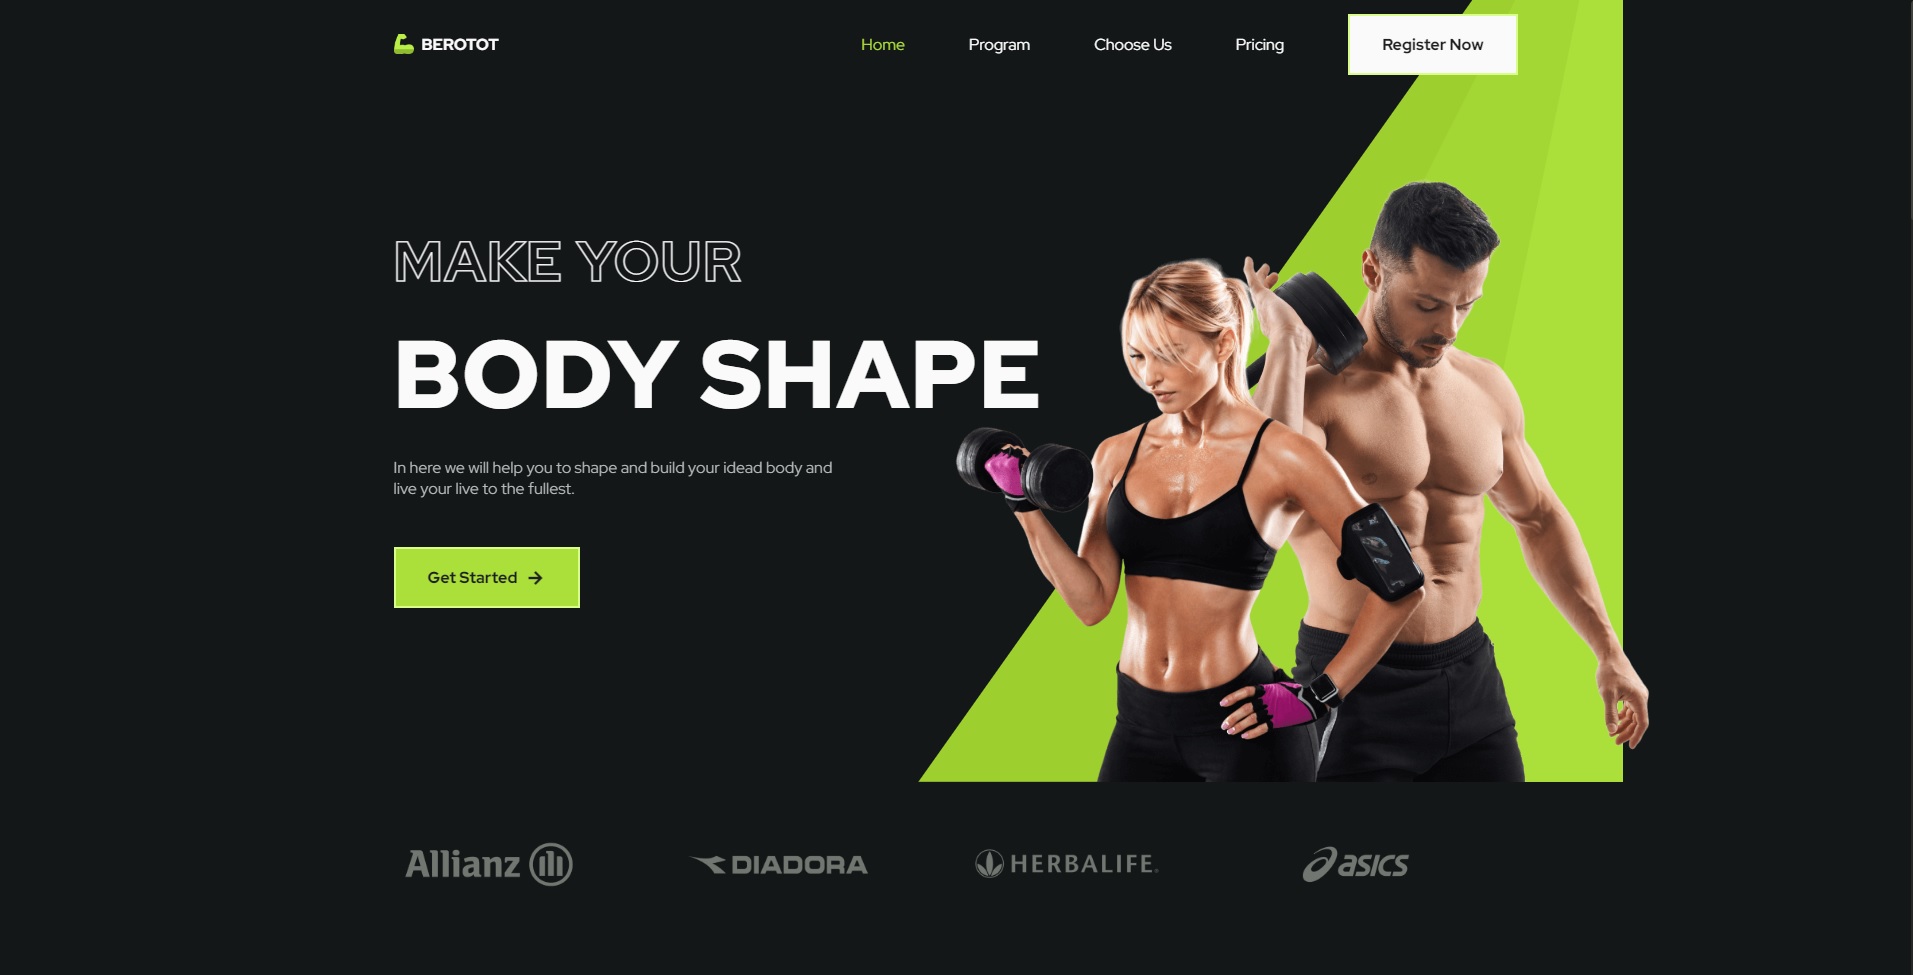 BEROTOT
Home
Program
Choose Us
Pricing
Register Now
MAKE YOUR
BODY SHAPE
In here we will help you to shape and build your idead body and
live your live to the fullest.
Get Started
Allianz
DIADORA
HERBALIFE
asics